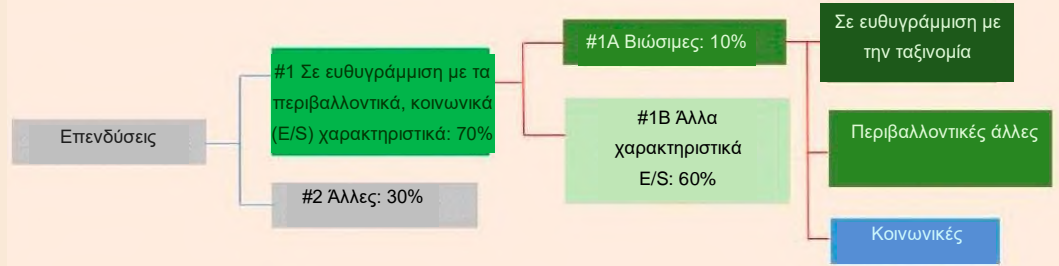 Επενδύσεις
#1 Σε ευθυγράμμιση με τα
περιβαλλοντικά, κοινωνικά
(E/S) χαρακτηριστικά: 70%
#2 Άλλες: 30%
#1A Βιώσιμες: 10%
#1B Άλλα
χαρακτηριστικά
E/S: 60%
Σε ευθυγράμμιση με
την ταξινομία
Περιβαλλοντικές άλλες
Κοινωνικές